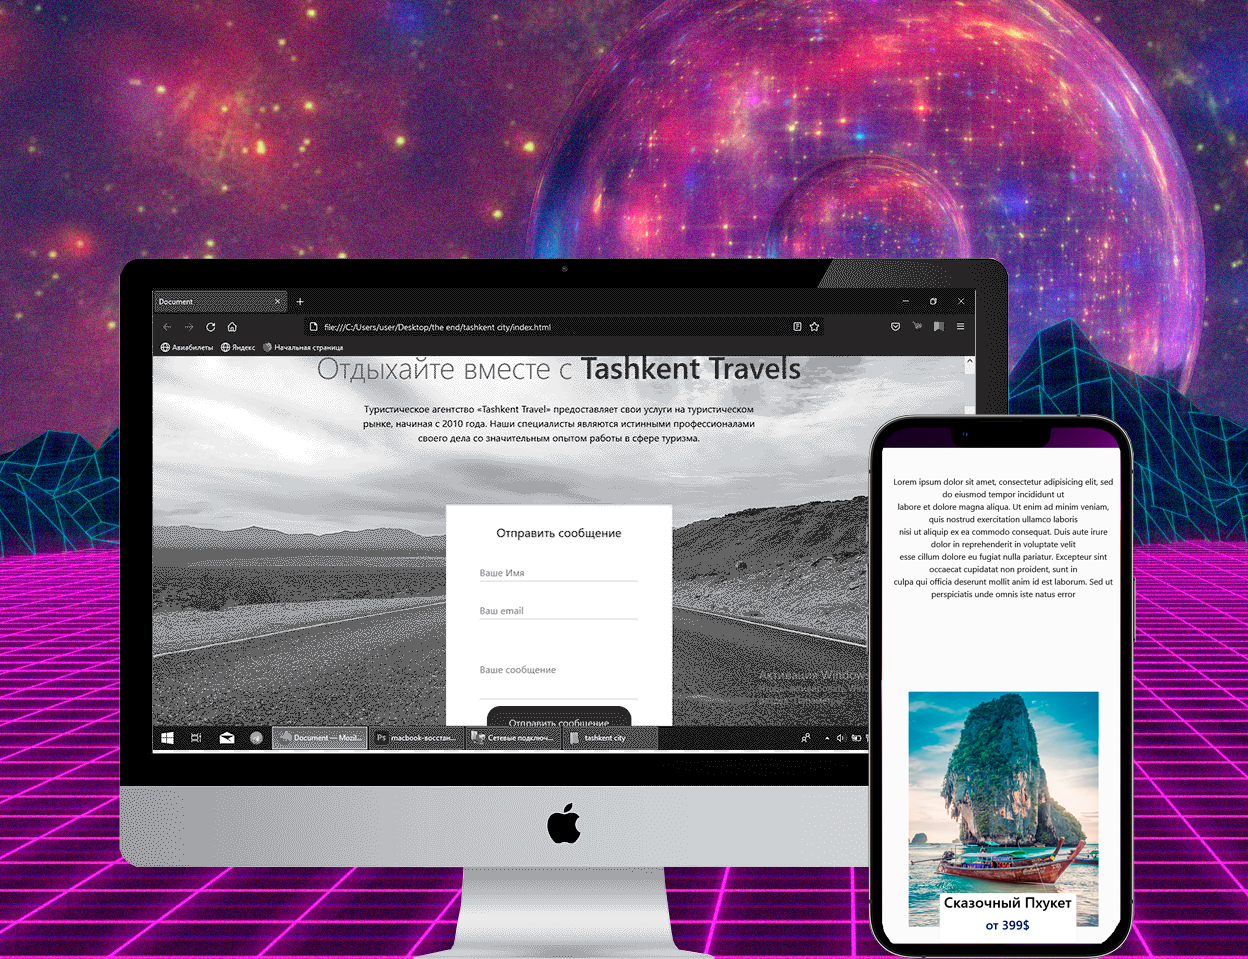 Document
file:///C:/Users/user/Desktop/the end/tashkent city/index.html
Авиабилеты Яндекс Начальная страница
Отдыхайте вместе с Tashkent Travels
Туристическое агентство «Tashkent Travel» предоставляет свои услуги на туристическом
рынке, начиная с 2010 года. Наши специалисты являются истинными профессионалами
своего дела со значительным опытом работы в сфере туризма.
Отправить сообщение
Ваше Имя
Ваш email
Ваше сообщение
Отправить сообщение
Активация Windows
Document — Mozil... Ps macbook-восстан... Сетевые подключ... tashkent city
Lorem ipsum dolor sit amet, consectetur adipisicing elit, sed
do eiusmod tempor incididunt ut
labore et dolore magna aliqua. Ut enim ad minim veniam,
quis nostrud exercitation ullamco laboris
nisi ut aliquip ex ea commodo consequat. Duis aute irure
dolor in reprehenderit in voluptate velit
esse cillum dolore eu fugiat nulla pariatur. Excepteur sint
occaecat cupidatat non proident, sunt in
culpa qui officia deserunt mollit anim id est laborum. Sed ut
perspiciatis unde omnis iste natus error
Сказочный Пхукет
от 399$